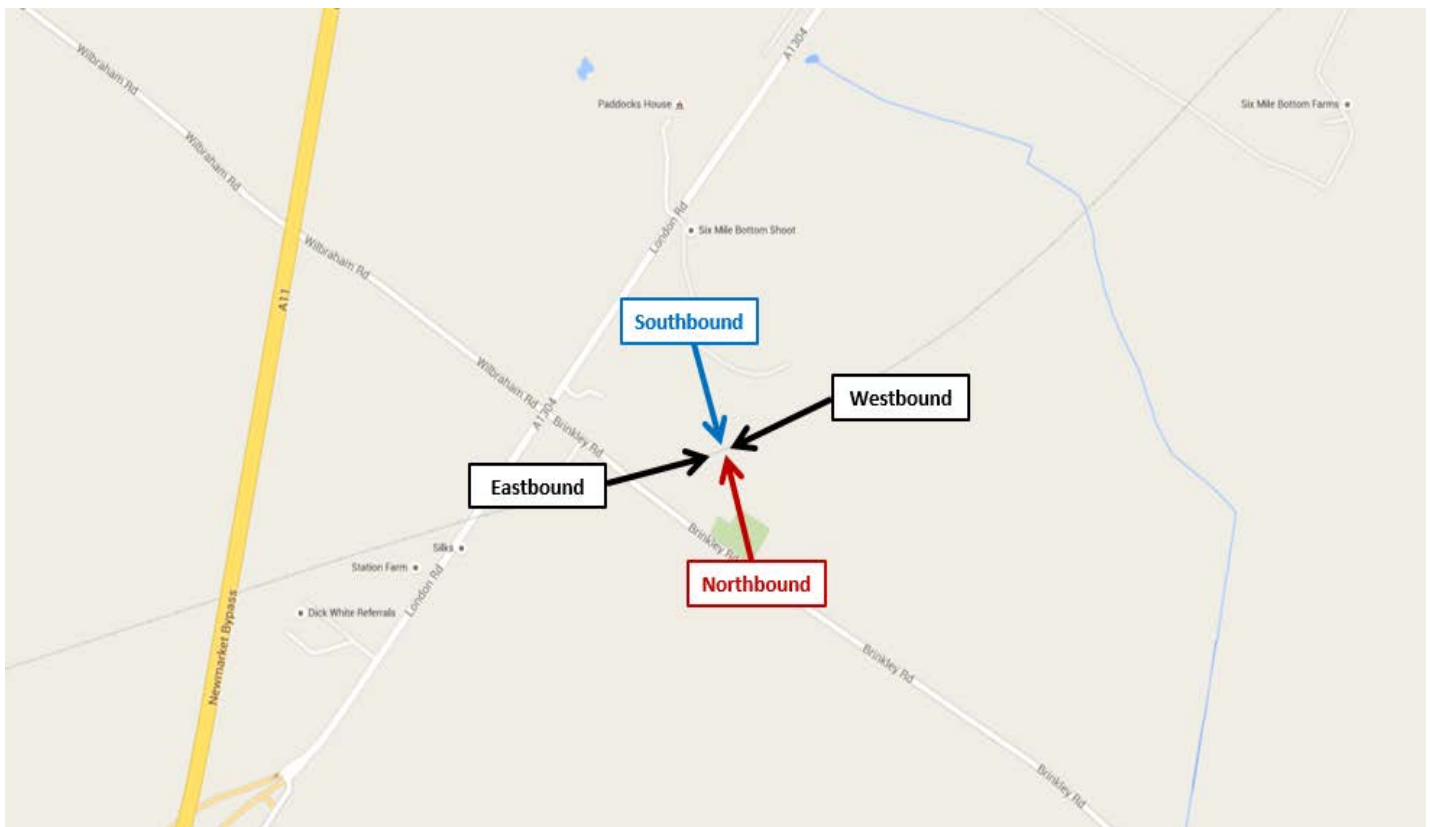 Wilbraham Rd
A1304
Paddocks House
Six Mile Bottom Farms
Wilbraham Rd
London Rd
Six Mile Bottom Shoot
Wilbraham Rd
A11
Southbound
Wilbraham Rd
Westbound
A1304
Brinkley Rd
Eastbound
Brinkley Rd
Silks
Station Farm
London Rd
Northbound
Dick White Referrals
Newmarket Bypass
Brinkley Rd
Brinkley Rd